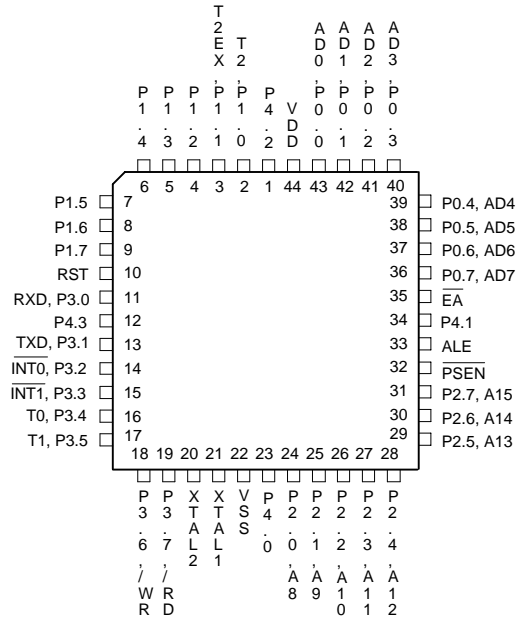 P1.4
P1.3
P1.2
T2EX,P1.1
T2,P1.0
P4.2
VDD
AD0,P0.0
AD1,P0.1
AD2,P0.2
AD3,P0.3
6 5 4 3 2 1 44 43 42 41 40
P1.5 7
P1.6 8
P1.7 9
RST 10
RXD, P3.0 11
P4.3 12
TXD, P3.1 13
INT0, P3.2 14
INT1, P3.3 15
T0, P3.4 16
T1, P3.5 17
39 P0.4, AD4
38 P0.5, AD5
37 P0.6, AD6
36 P0.7, AD7
35 EA
34 P4.1
33 ALE
32 PSEN
31 P2.7, A15
30 P2.6, A14
29 P2.5, A13
18 19 20 21 22 23 24 25 26 27 28
P3.6,/WR
P3.7,/RD
XTAL2
XTAL1
VSS
P4.0
P2.0,A8
P2.1,A9
P2.2,A10
P2.3,A11
P2.4,A12